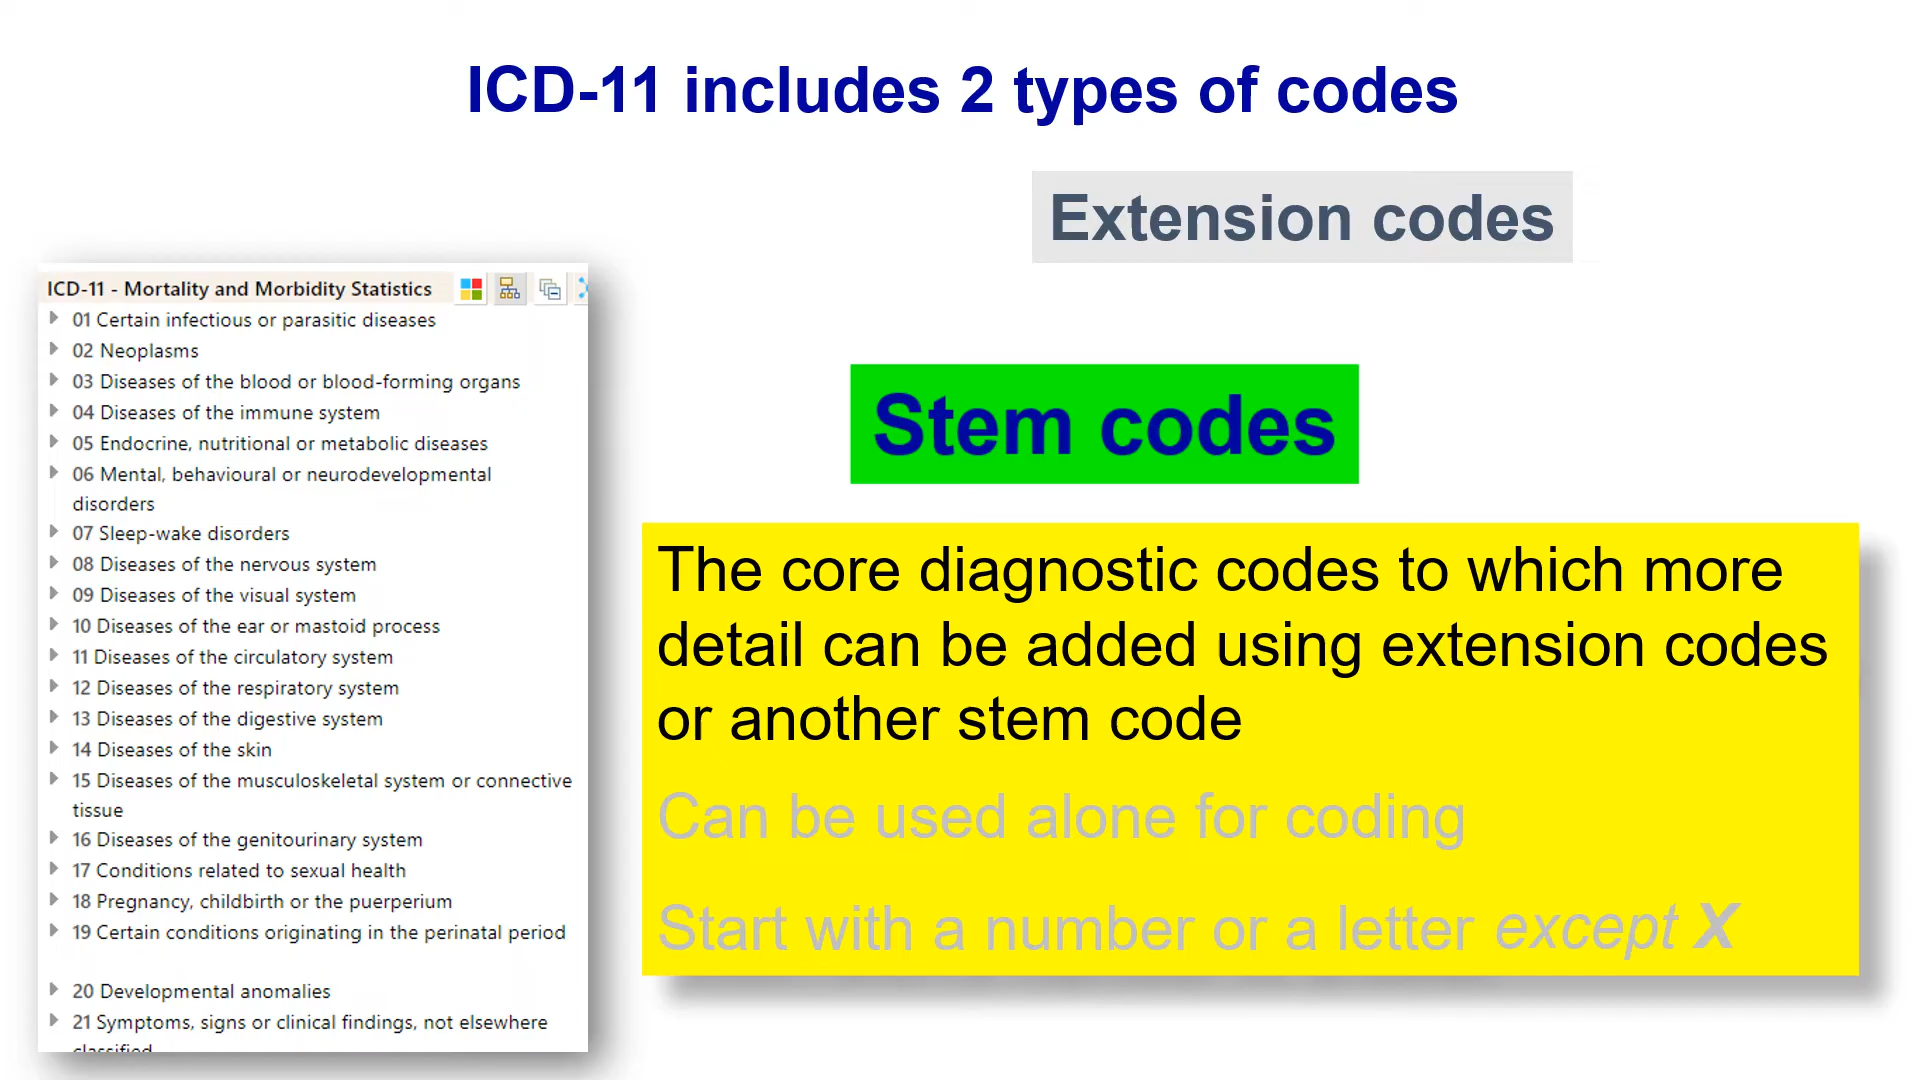 ICD-11 includes 2 types of codes
Extension codes
ICD-11 - Mortality and Morbidity Statistics
01 Certain infectious or parasitic diseases
02 Neoplasms
03 Diseases of the blood or blood-forming organs
04 Diseases of the immune system
05 Endocrine, nutritional or metabolic diseases
06 Mental, behavioural or neurodevelopmental
disorders
07 Sleep-wake disorders
08 Diseases of the nervous system
09 Diseases of the visual system
10 Diseases of the ear or mastoid process
11 Diseases of the circulatory system
12 Diseases of the respiratory system
13 Diseases of the digestive system
14 Diseases of the skin
15 Diseases of the musculoskeletal system or connective
tissue
16 Diseases of the genitourinary system
17 Conditions related to sexual health
18 Pregnancy, childbirth or the puerperium
19 Certain conditions originating in the perinatal period
20 Developmental anomalies
21 Symptoms, signs or clinical findings, not elsewhere
classified
Stem codes
The core diagnostic codes to which more
detail can be added using extension codes
or another stem code
Can be used alone for coding
Start with a number or a letter except X